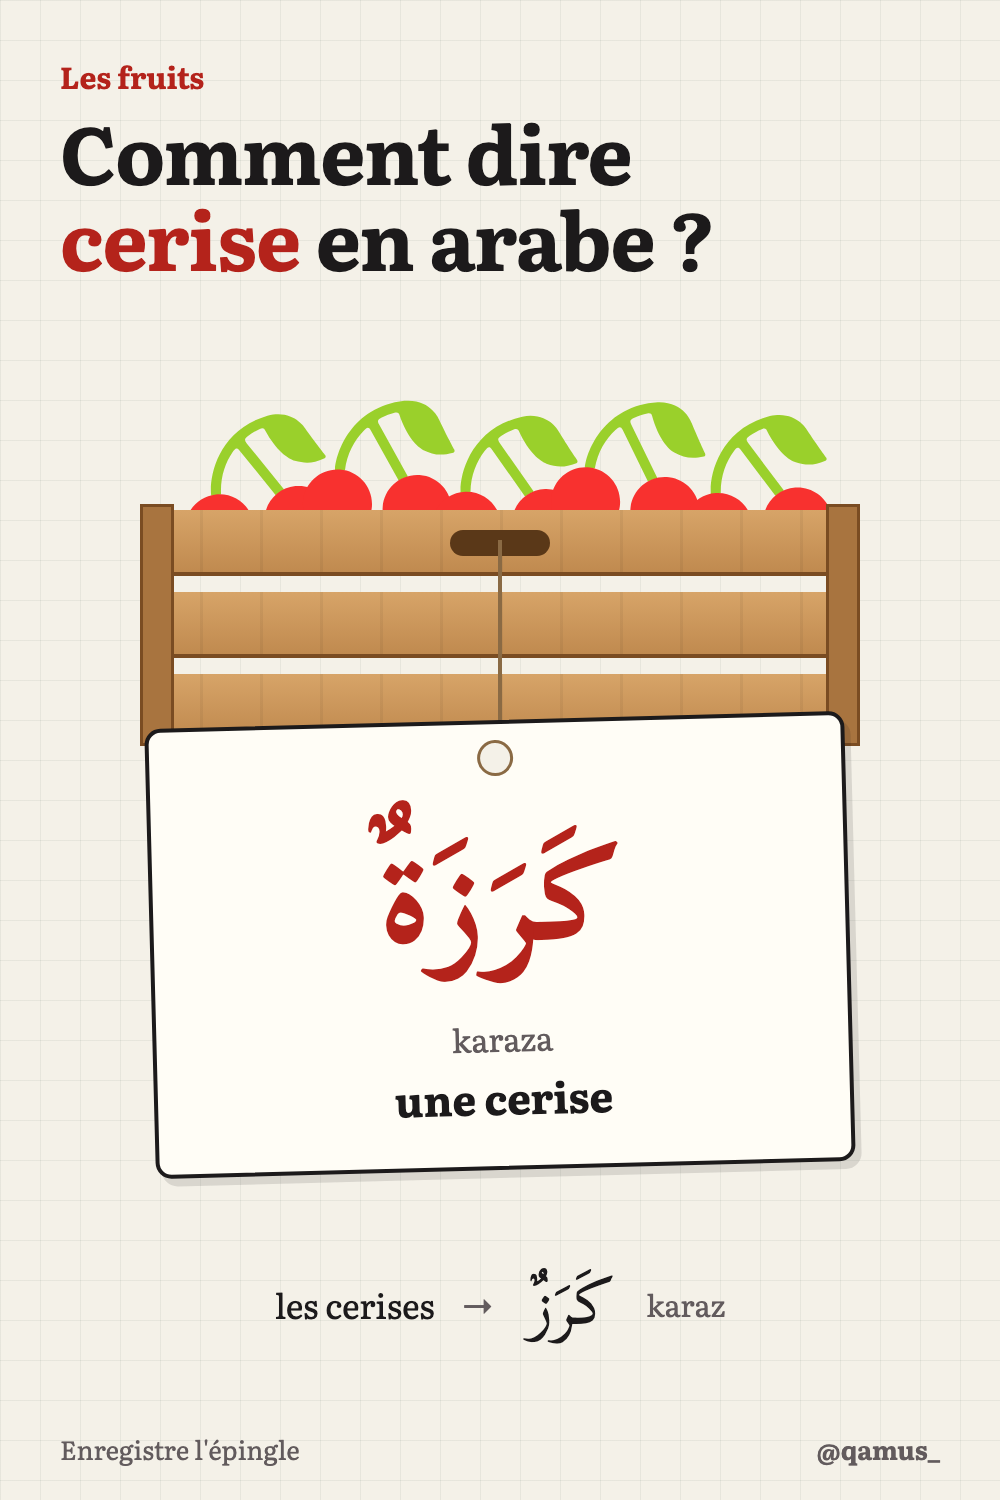 Les fruits
Comment dire
cerise en arabe ?
كَرَزَةٌ
karaza
une cerise
les cerises → كَرَزٌ karaz
Enregistre l'épingle
@qamus_